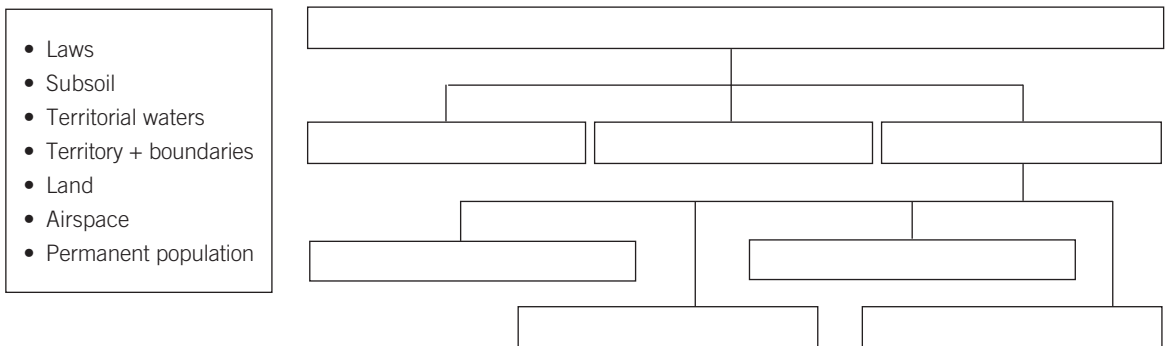 • Laws
• Subsoil
• Territorial waters
• Territory + boundaries
• Land
• Airspace
• Permanent population